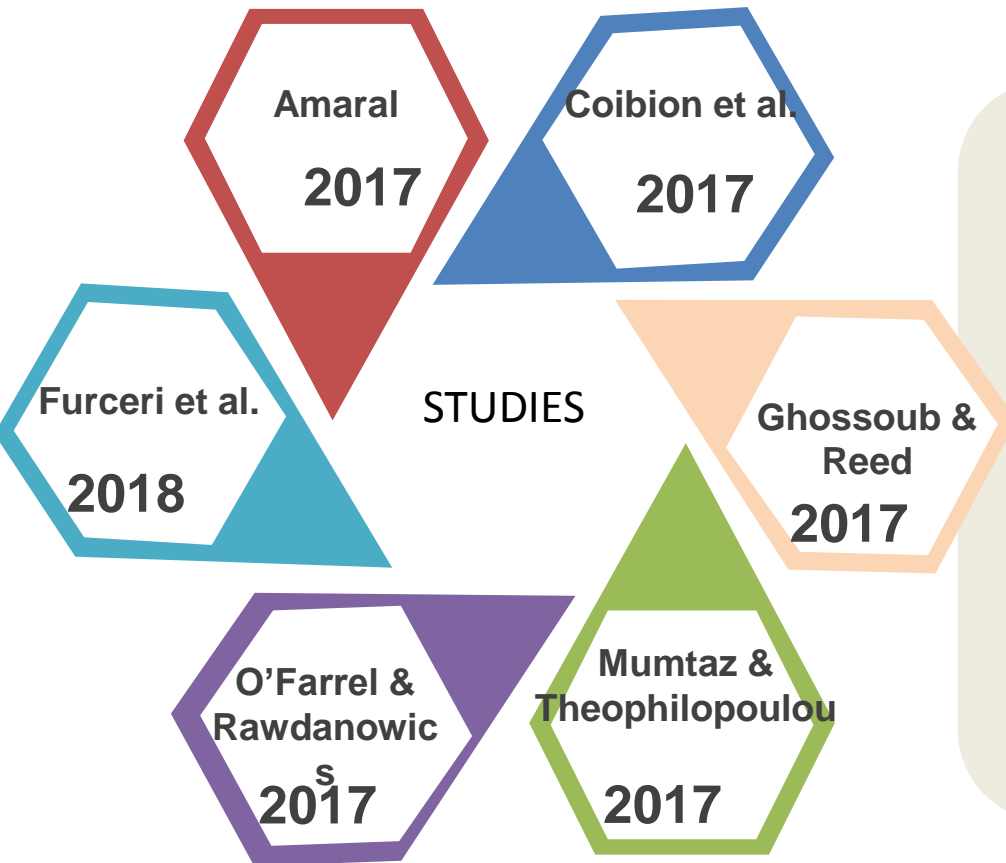 Amaral
2017
Coibion et al.
2017
Furceri et al.
2018
STUDIES
Ghossoub &
Reed
2017
O’Farrel &
Rawdanowic
s
2017
Mumtaz &
Theophilopoulou
2017